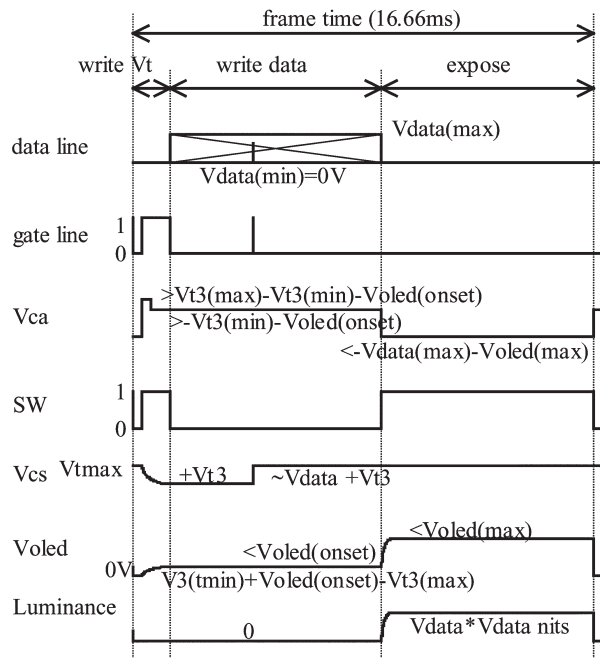 frame time (16.66ms)
write Vt write data expose
data line Vdata(max)
Vdata(min)=0V
gate line 1
0
Vca >Vt3(max)-Vt3(min)-Voled(onset)
>-Vt3(min)-Voled(onset)
<-Vdata(max)-Voled(max)
SW 1
0
Vcs Vtmax +Vt3 ~Vdata +Vt3
Voled <Voled(max)
<Voled(onset)
0V V3(tmin)+Voled(onset)-Vt3(max)
Luminance 0 Vdata*Vdata nits